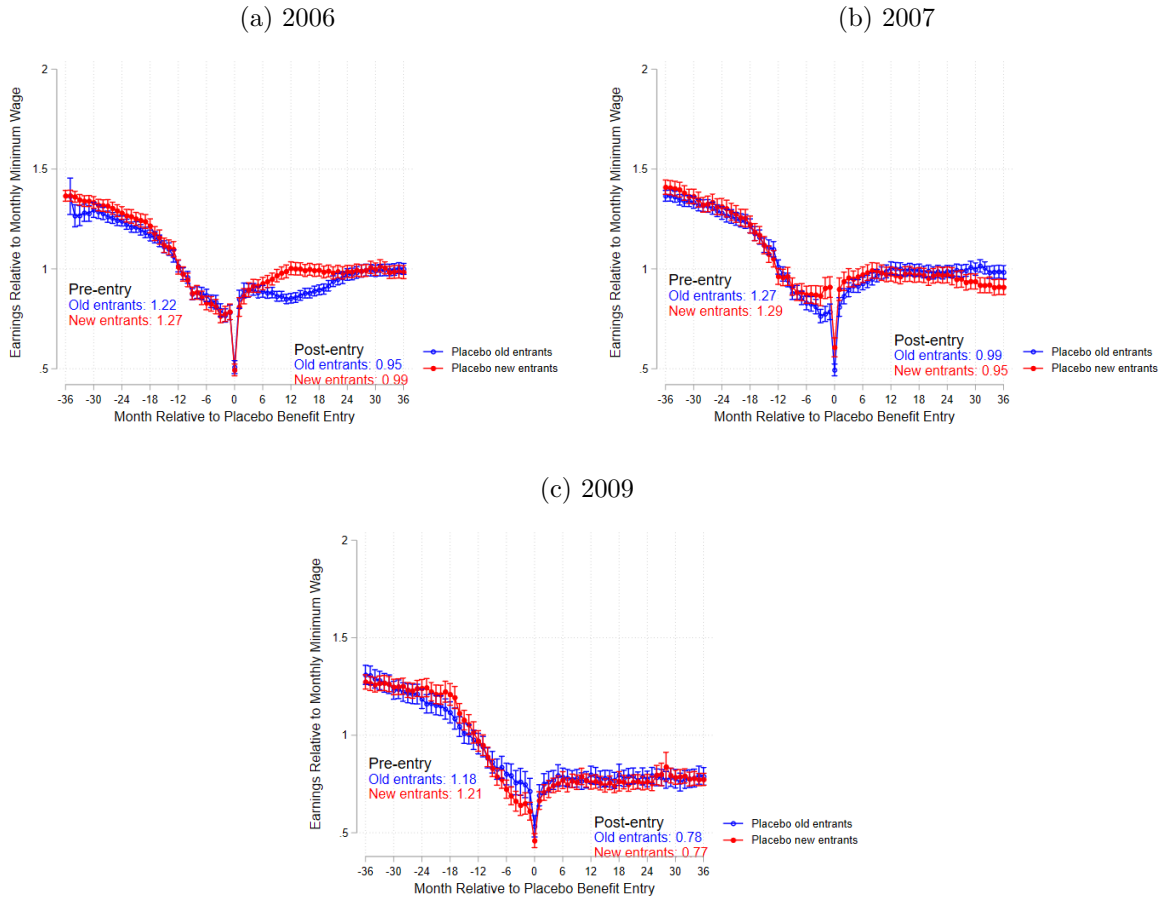 (a) 2006
Earnings Relative to Monthly Minimum Wage
2
1.5
1
.5
Pre-entry
Old entrants: 1.22
New entrants: 1.27
Post-entry
Old entrants: 0.95
New entrants: 0.99
Placebo old entrants
Placebo new entrants
-36 -30 -24 -18 -12 -6 0 6 12 18 24 30 36
Month Relative to Placebo Benefit Entry
(b) 2007
Earnings Relative to Monthly Minimum Wage
2
1.5
1
.5
Pre-entry
Old entrants: 1.27
New entrants: 1.29
Post-entry
Old entrants: 0.99
New entrants: 0.95
Placebo old entrants
Placebo new entrants
-36 -30 -24 -18 -12 -6 0 6 12 18 24 30 36
Month Relative to Placebo Benefit Entry
(c) 2009
Earnings Relative to Monthly Minimum Wage
2
1.5
1
.5
Pre-entry
Old entrants: 1.18
New entrants: 1.21
Post-entry
Old entrants: 0.78
New entrants: 0.77
Placebo old entrants
Placebo new entrants
-36 -30 -24 -18 -12 -6 0 6 12 18 24 30 36
Month Relative to Placebo Benefit Entry